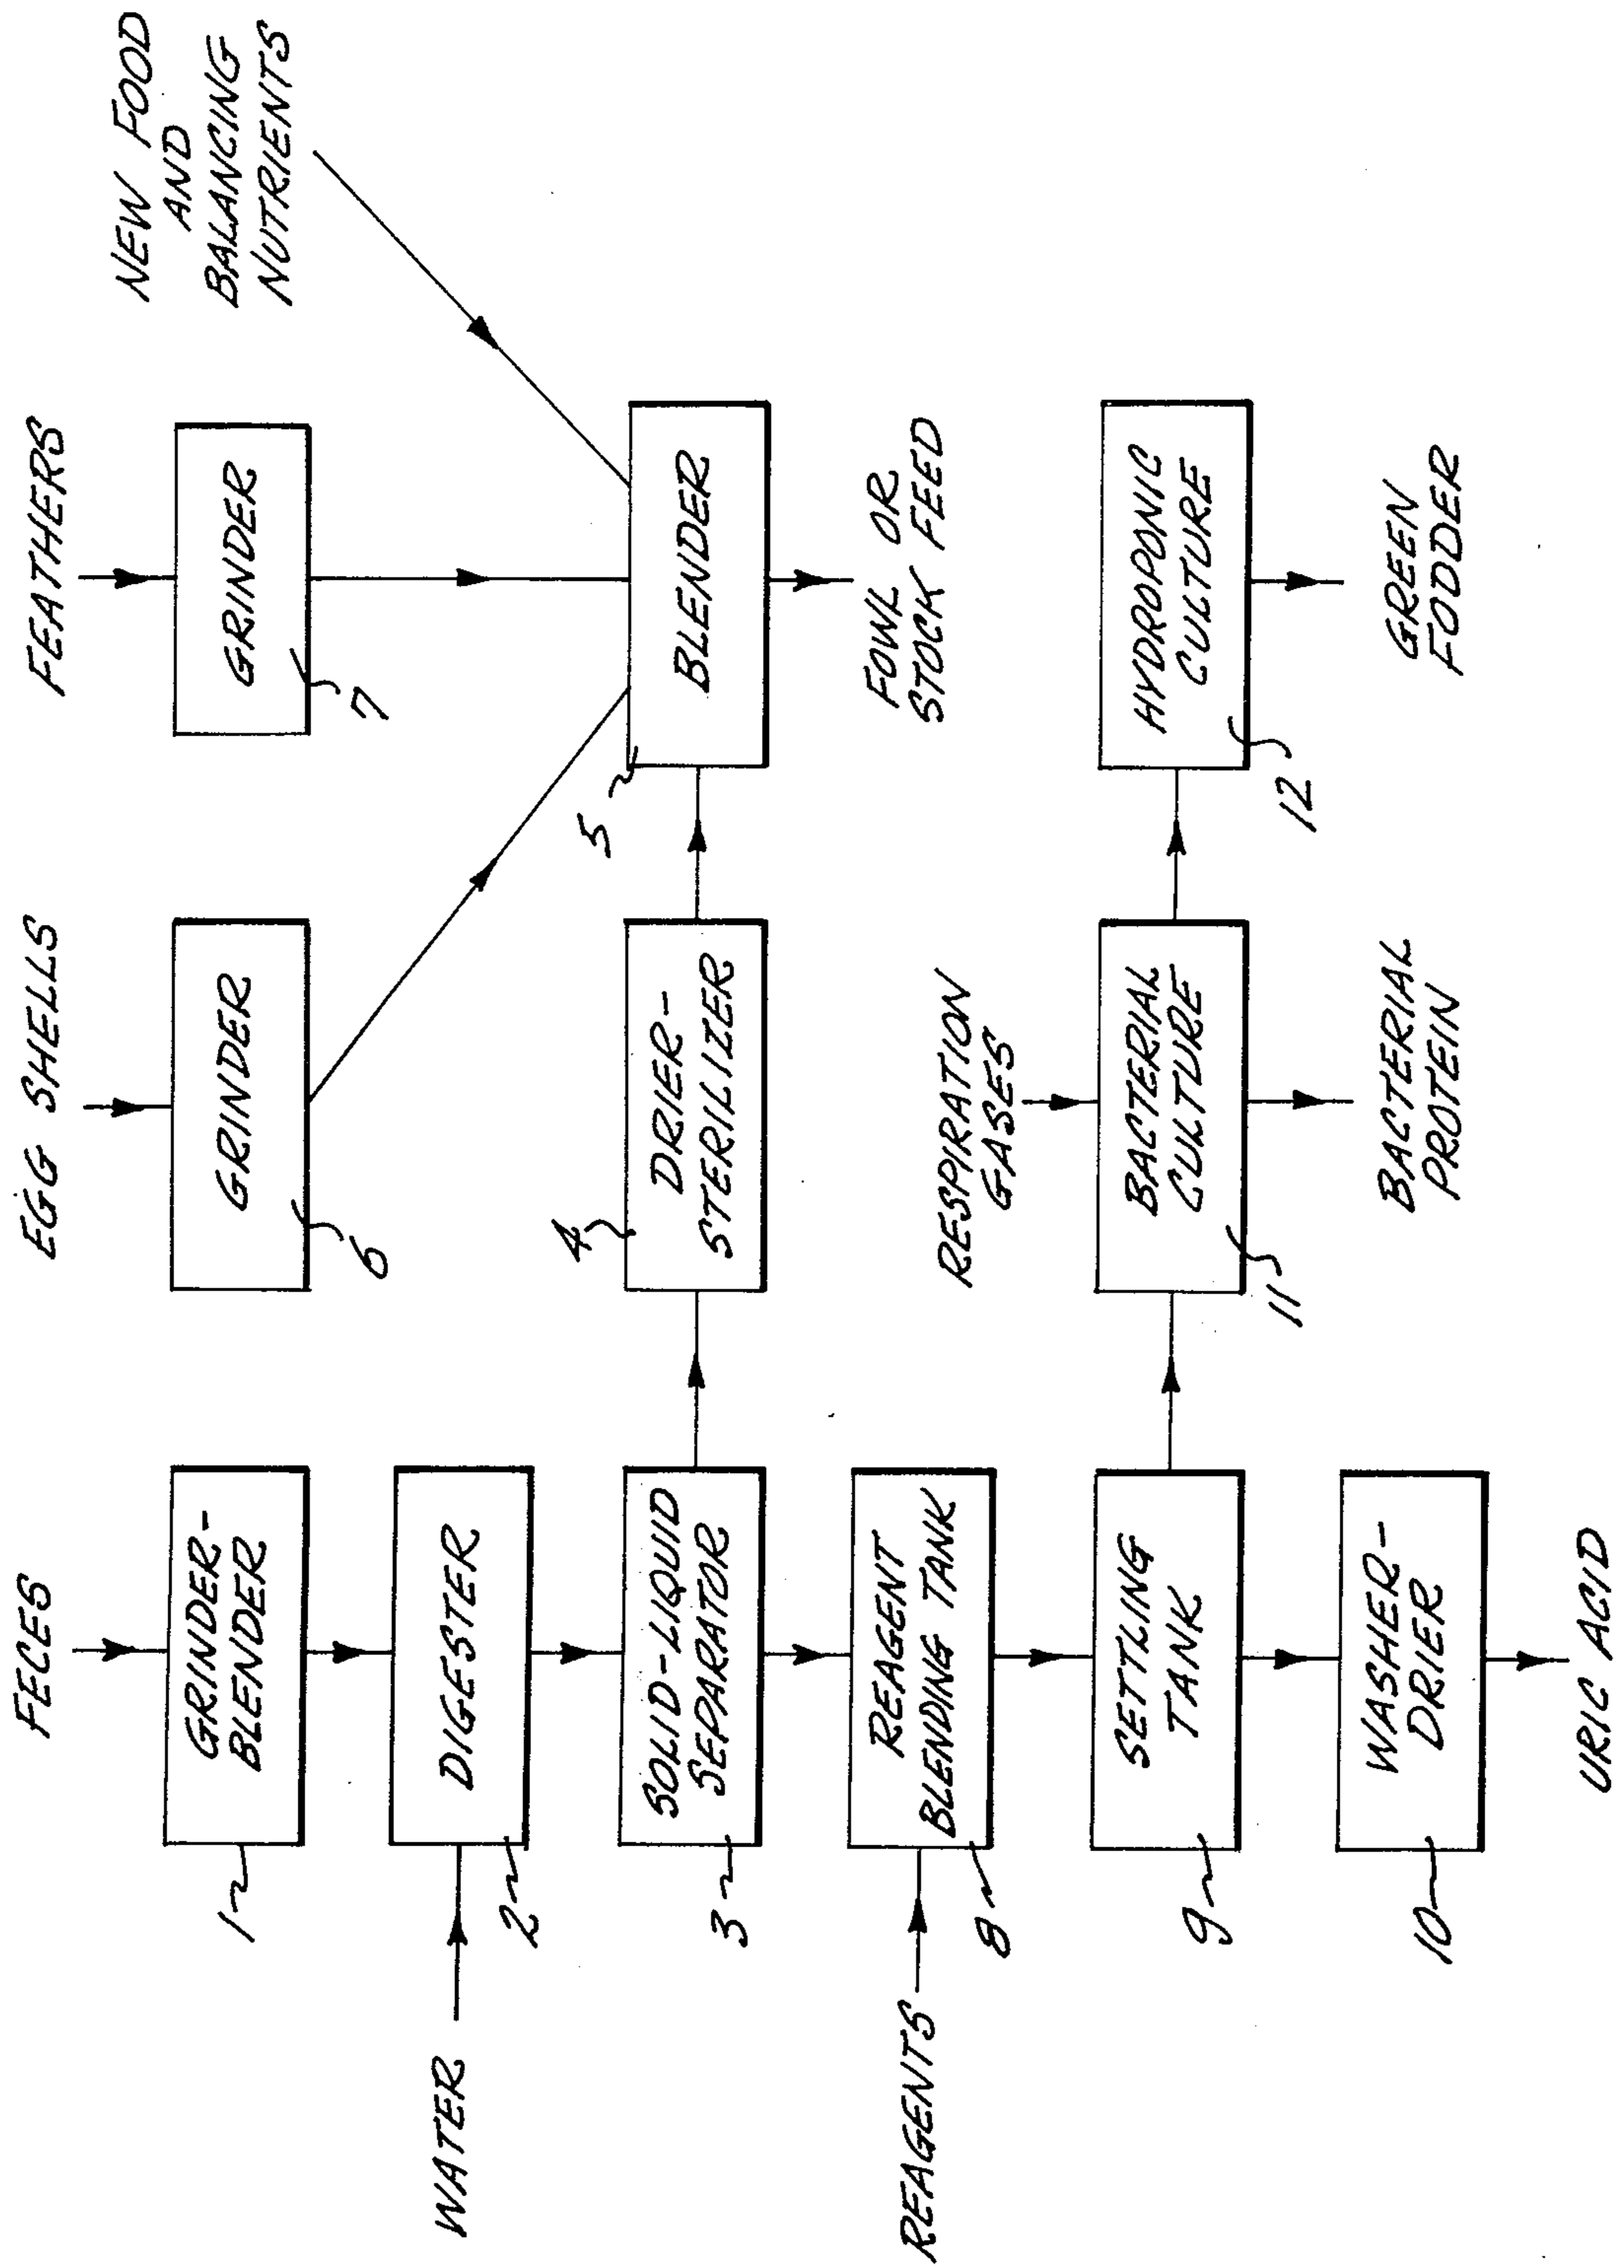 FECES
EGG SHELLS
FEATHERS
NEW FOOD
AND
BALANCING
NUTRIENTS
GRINDER-
BLENDER
1
GRINDER
6
GRINDER
7
WATER
DIGESTER
2
SOLID-LIQUID
SEPARATOR
3
DRIER-
STERILIZER
4
BLENDER
5
FOWL OR
STOCK FEED
REAGENTS
REAGENT
BLENDING TANK
8
RESPIRATION
GASES
SETTLING
TANK
9
BACTERIAL
CULTURE
11
HYDROPONIC
CULTURE
12
WASHER-
DRIER
10
BACTERIAL
PROTEIN
GREEN
FODDER
URIC ACID